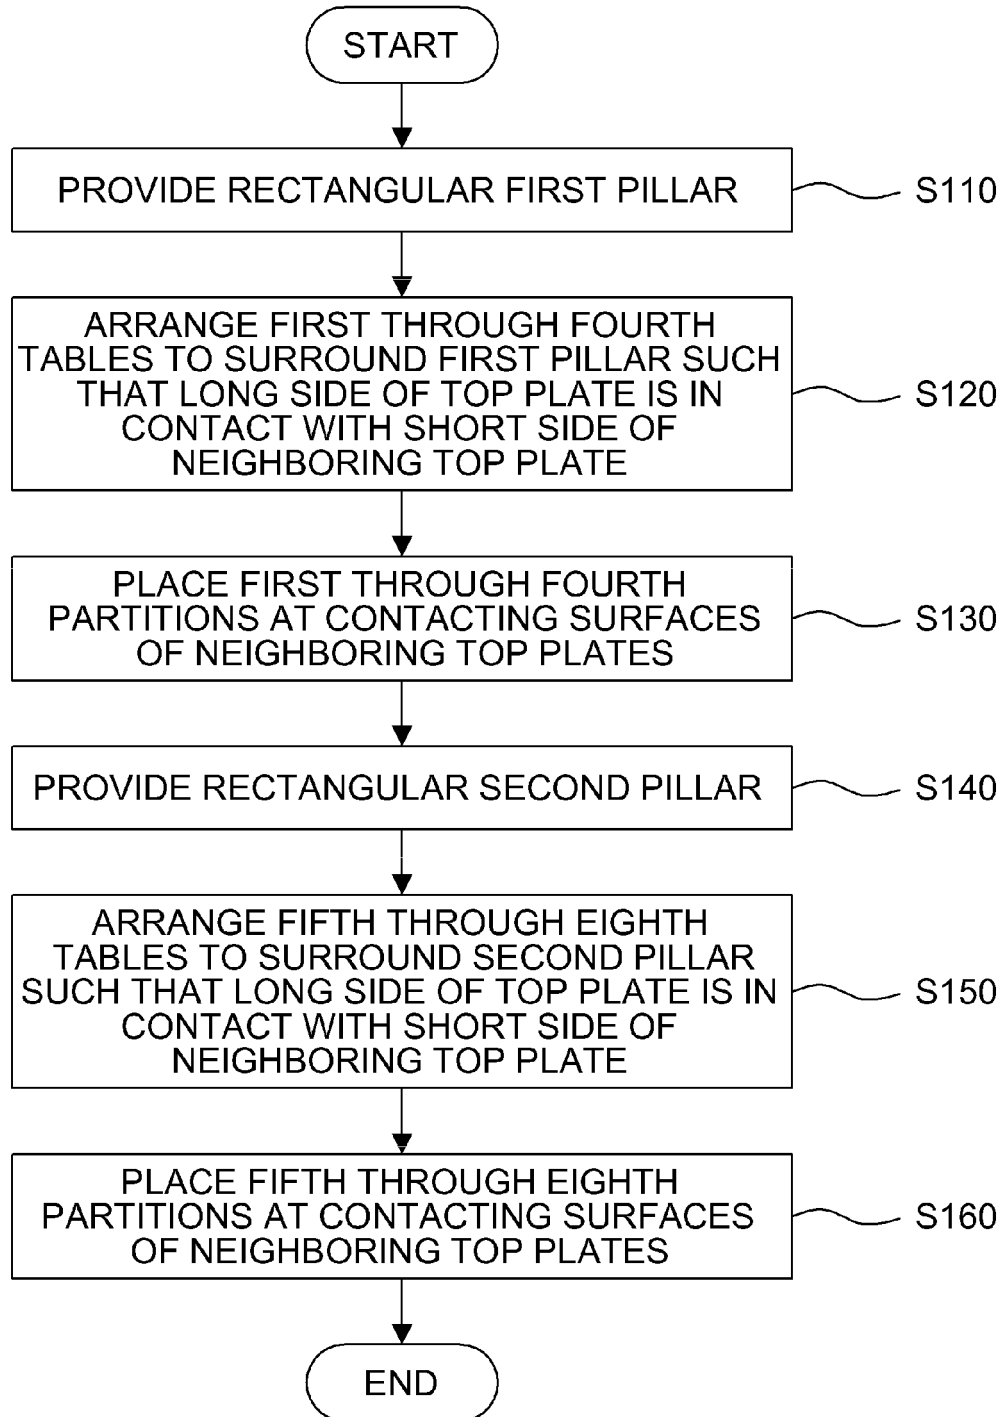 START
PROVIDE RECTANGULAR FIRST PILLAR
S110
ARRANGE FIRST THROUGH FOURTH
TABLES TO SURROUND FIRST PILLAR SUCH
THAT LONG SIDE OF TOP PLATE IS IN
CONTACT WITH SHORT SIDE OF
NEIGHBORING TOP PLATE
S120
PLACE FIRST THROUGH FOURTH
PARTITIONS AT CONTACTING SURFACES
OF NEIGHBORING TOP PLATES
S130
PROVIDE RECTANGULAR SECOND PILLAR
S140
ARRANGE FIFTH THROUGH EIGHTH
TABLES TO SURROUND SECOND PILLAR
SUCH THAT LONG SIDE OF TOP PLATE IS IN
CONTACT WITH SHORT SIDE OF
NEIGHBORING TOP PLATE
S150
PLACE FIFTH THROUGH EIGHTH
PARTITIONS AT CONTACTING SURFACES
OF NEIGHBORING TOP PLATES
S160
END